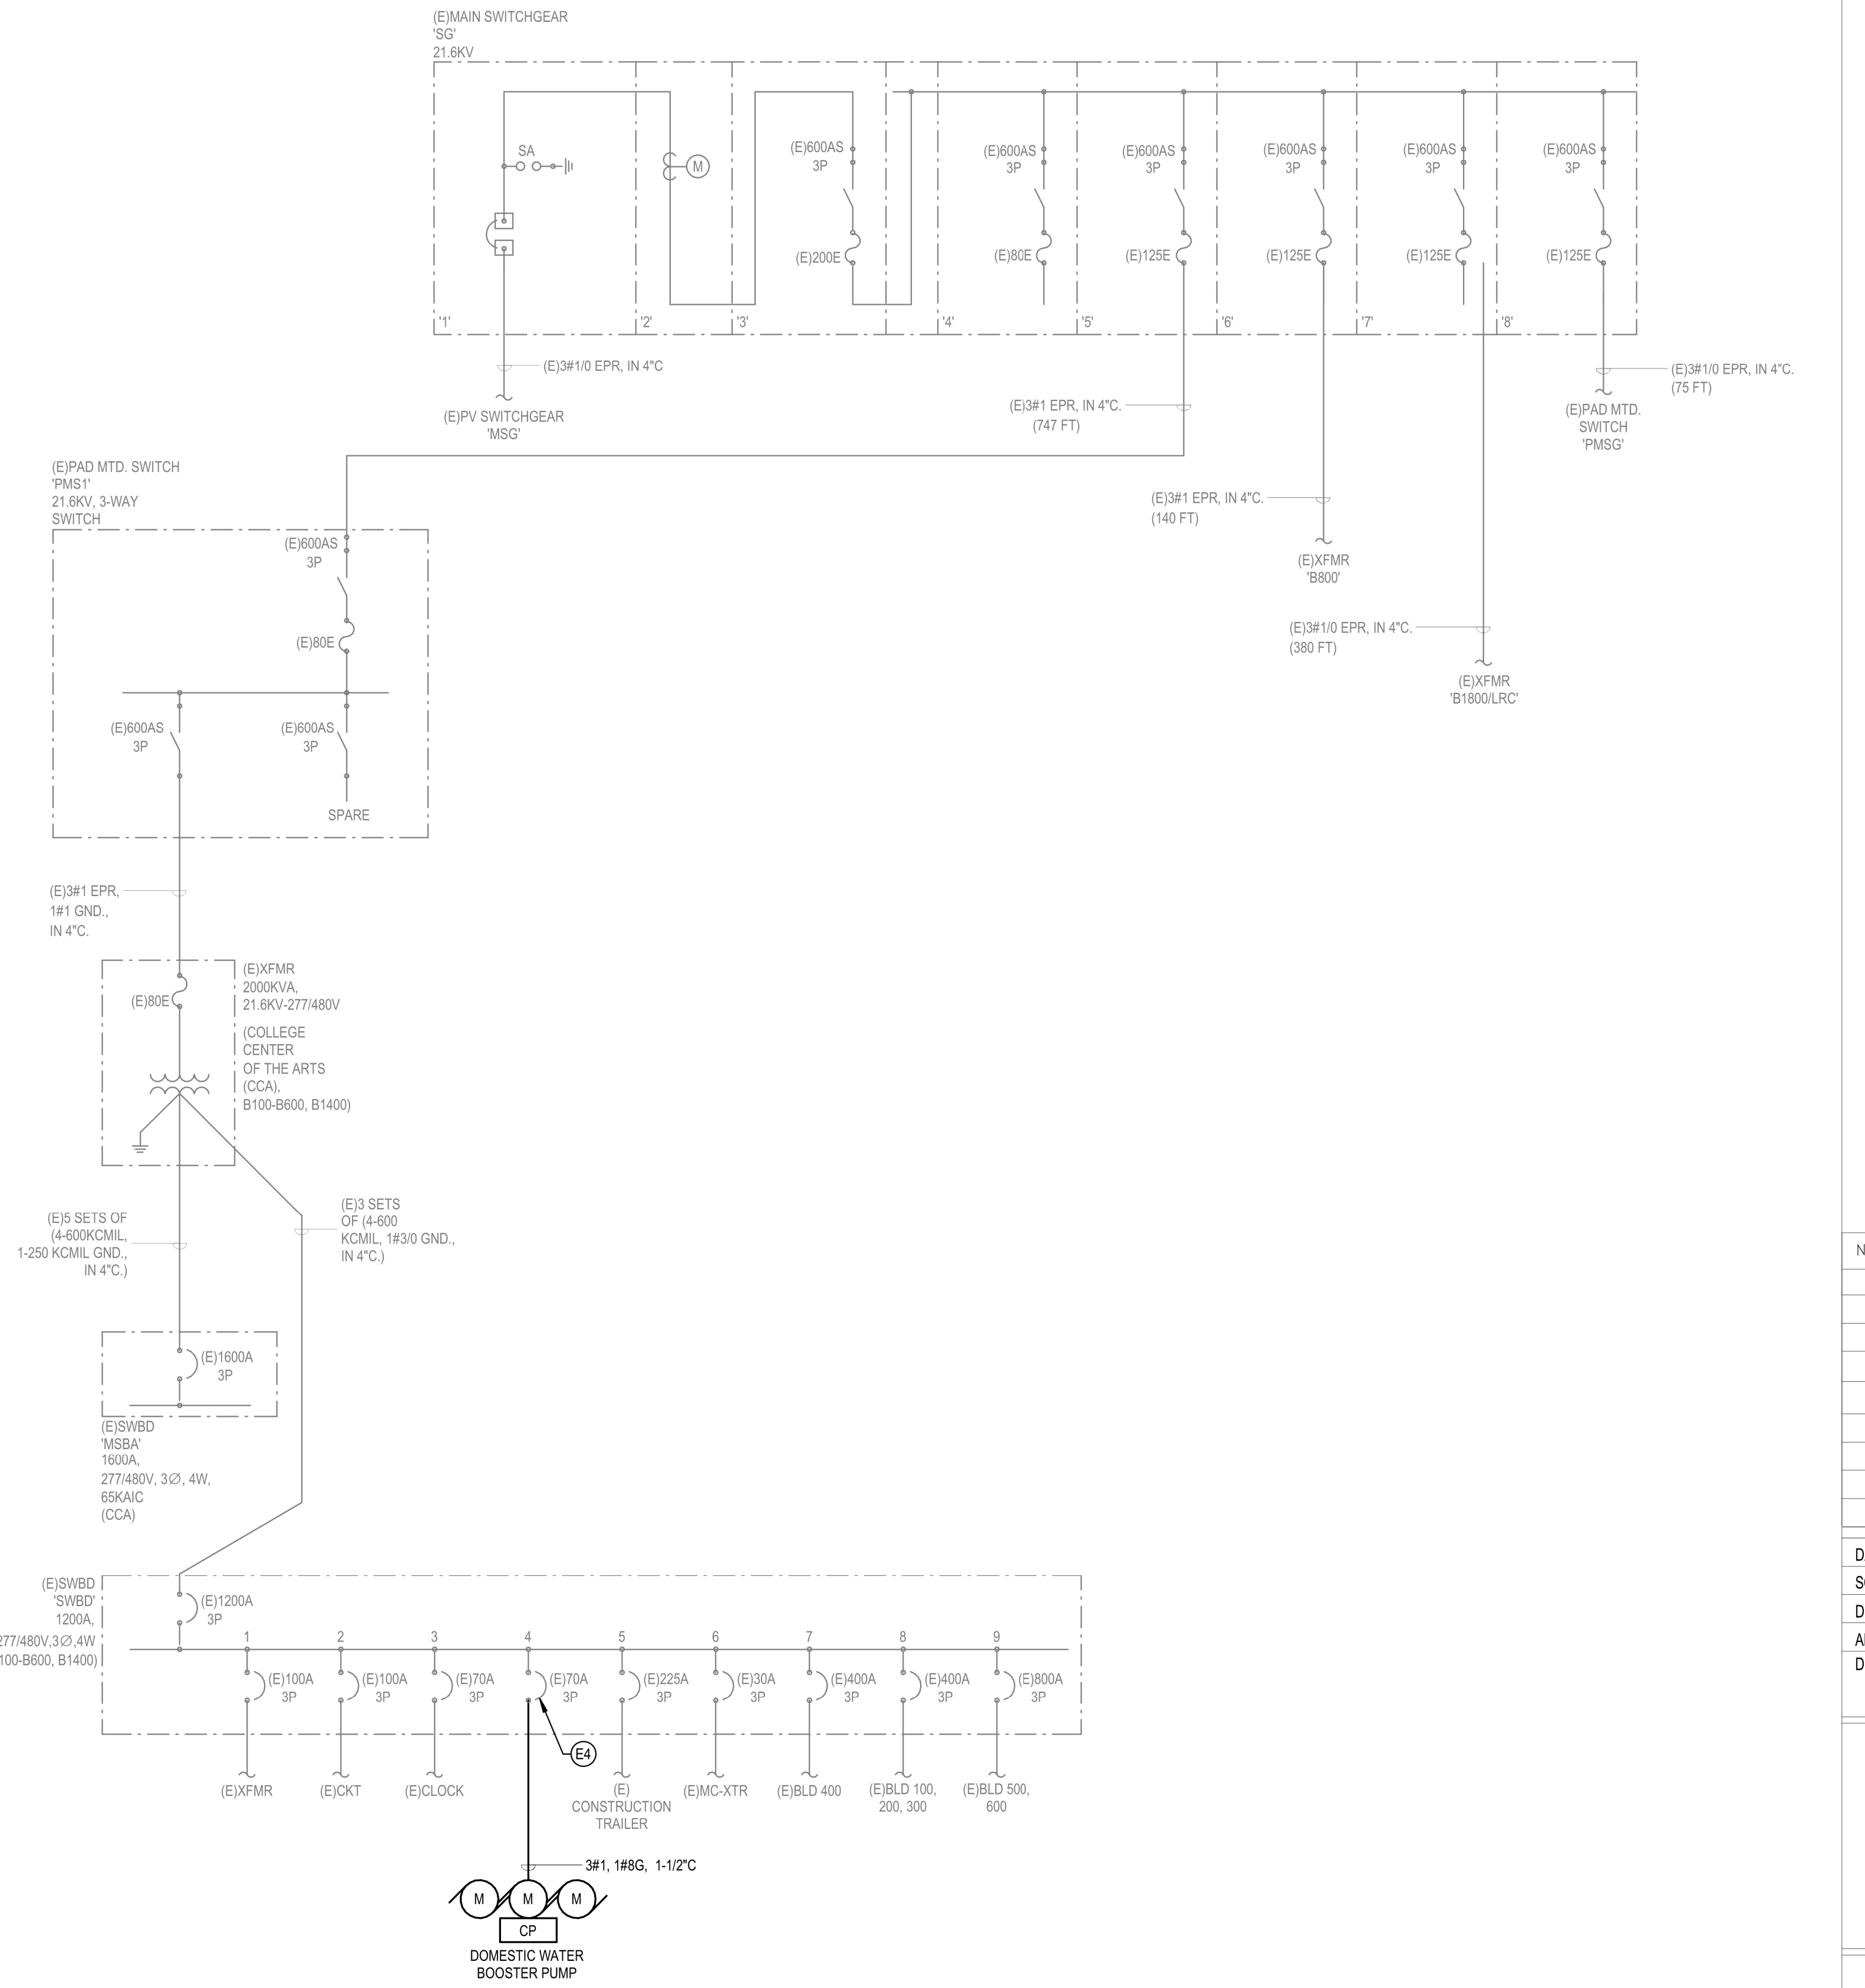 (E)MAIN SWITCHGEAR
'SG'
21.6KV
SA
M
(E)600AS
3P
(E)200E
(E)600AS
3P
(E)80E
(E)600AS
3P
(E)125E
(E)600AS
3P
(E)125E
(E)600AS
3P
(E)125E
(E)600AS
3P
(E)125E
'1'
'2'
'3'
'4'
'5'
'6'
'7'
'8'
(E)3#1/0 EPR, IN 4"C
(E)PV SWITCHGEAR
'MSG'
(E)3#1 EPR, IN 4"C.
(747 FT)
(E)3#1/0 EPR, IN 4"C.
(75 FT)
(E)PAD MTD.
SWITCH
'PMSG'
(E)3#1 EPR, IN 4"C.
(140 FT)
(E)XFMR
'B800'
(E)3#1/0 EPR, IN 4"C.
(380 FT)
(E)XFMR
'B1800/LRC'
(E)PAD MTD. SWITCH
'PMS1'
21.6KV, 3-WAY
SWITCH
(E)600AS
3P
(E)80E
(E)600AS
3P
(E)600AS
3P
SPARE
(E)3#1 EPR,
1#1 GND.,
IN 4"C.
(E)80E
(E)XFMR
2000KVA,
21.6KV-277/480V
(COLLEGE
CENTER
OF THE ARTS
(CCA),
B100-B600, B1400)
(E)5 SETS OF
(4-600KCMIL,
1-250 KCMIL GND.,
IN 4"C.)
(E)3 SETS
OF (4-600
KCMIL, 1#3/0 GND.,
IN 4"C.)
(E)1600A
3P
(E)SWBD
'MSBA'
1600A,
277/480V, 3∅, 4W,
65KAIC
(CCA)
(E)SWBD
'SWBD'
1200A,
277/480V,3∅,4W
100-B600, B1400)
(E)1200A
3P
1
2
3
4
5
6
7
8
9
(E)100A
3P
(E)100A
3P
(E)70A
3P
(E)70A
3P
(E)225A
3P
(E)30A
3P
(E)400A
3P
(E)400A
3P
(E)800A
3P
E4
(E)XFMR
(E)CKT
(E)CLOCK
(E)
CONSTRUCTION
TRAILER
(E)MC-XTR
(E)BLD 400
(E)BLD 100,
200, 300
(E)BLD 500,
600
3#1, 1#8G, 1-1/2"C
M
M
M
CP
DOMESTIC WATER
BOOSTER PUMP